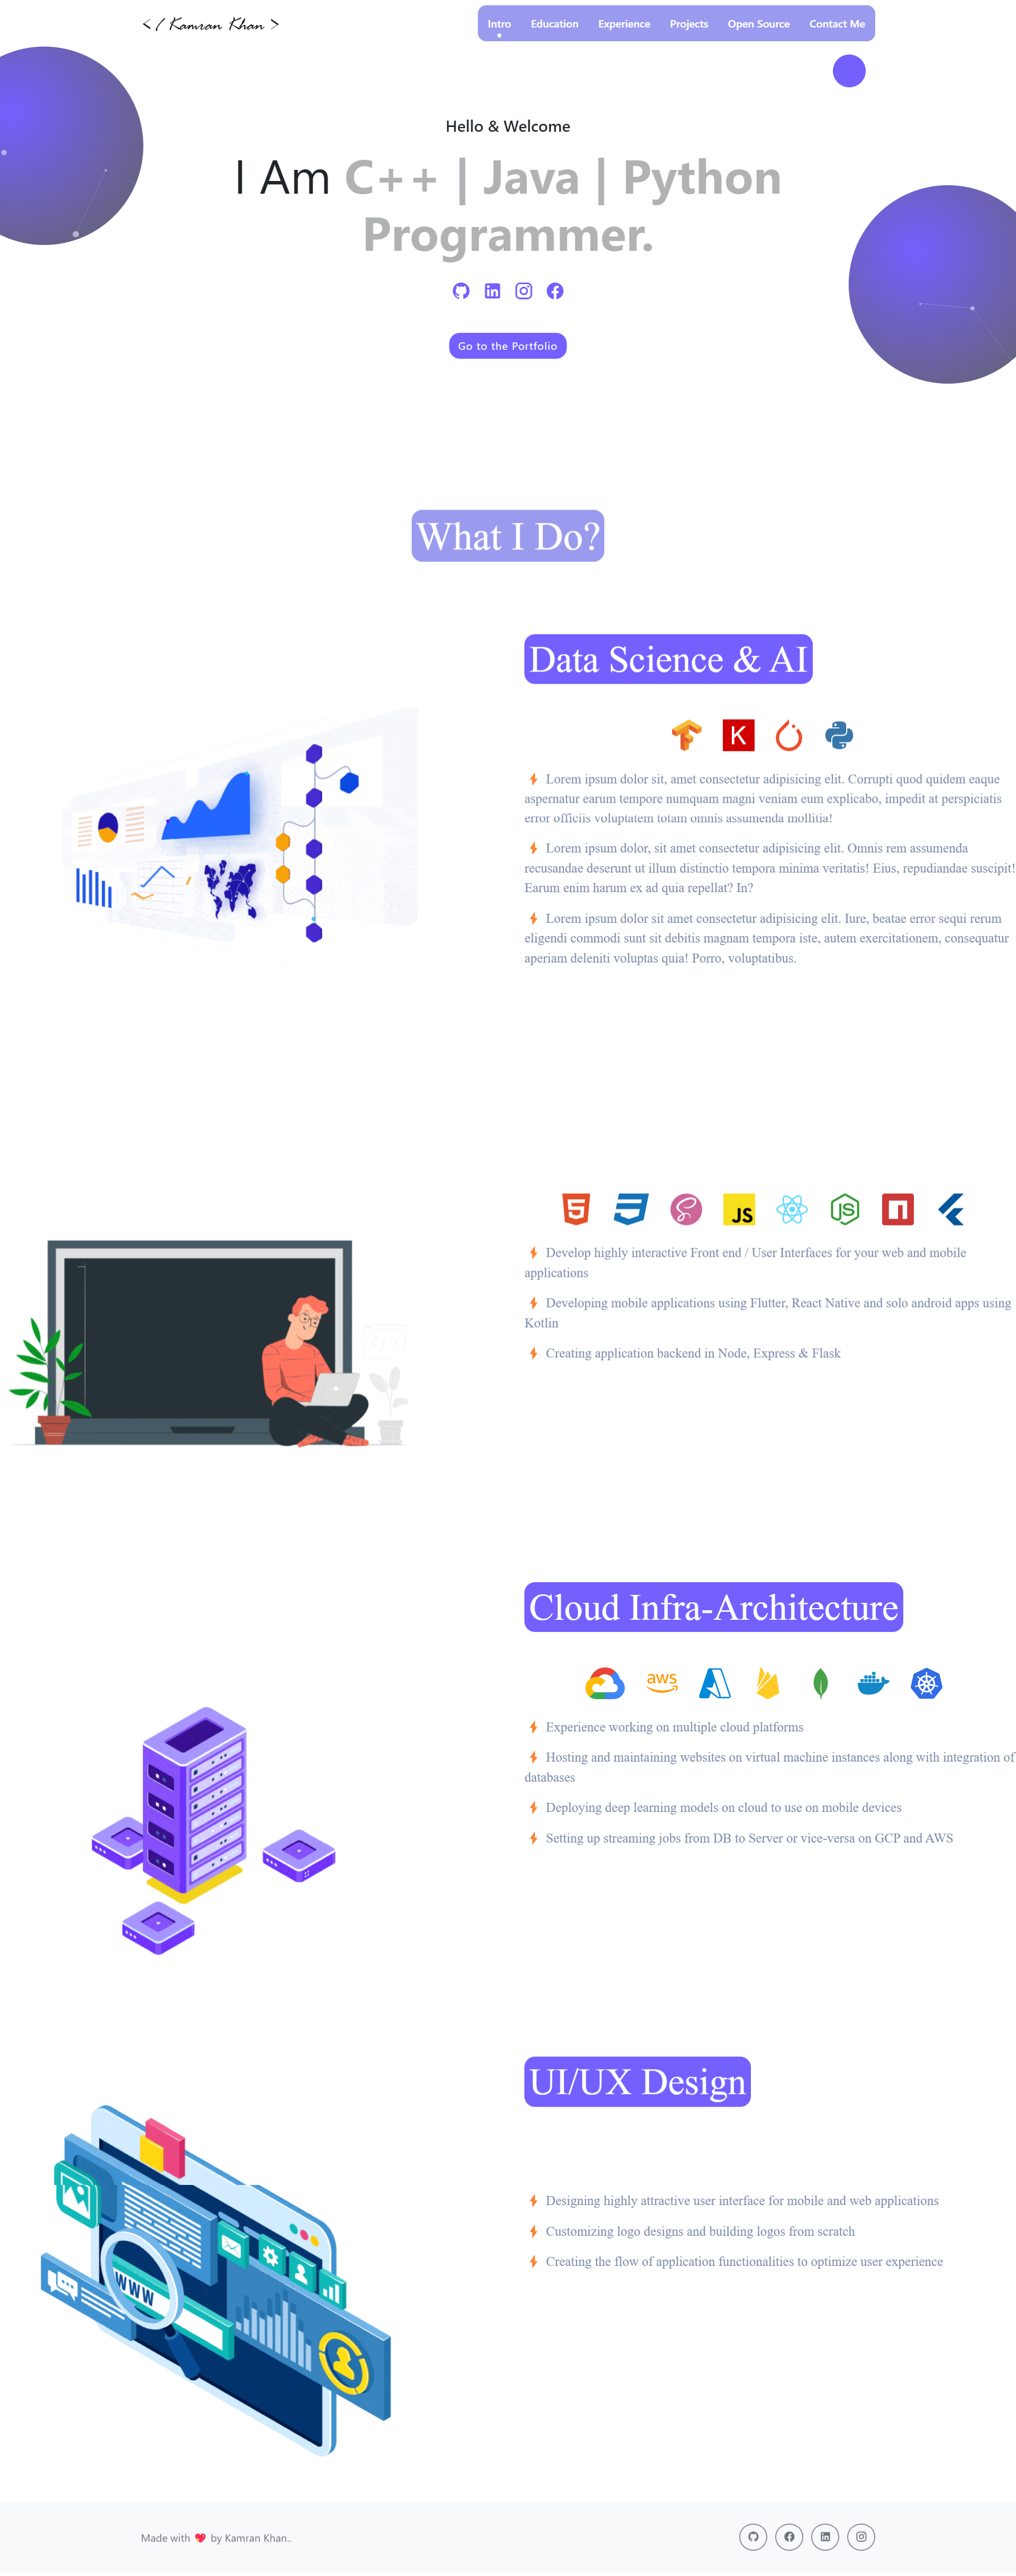 </ Kamran Khan >
Intro Education Experience Projects Open Source Contact Me
Hello & Welcome
I Am C++ | Java | Python
Programmer.
Go to the Portfolio
What I Do?
Data Science & AI
K
Lorem ipsum dolor sit, amet consectetur adipisicing elit. Corrupti quod quidem eaque
aspernatur earum tempore numquam magni veniam eum explicabo, impedit at perspiciatis
error officiis voluptatem totam omnis assumenda mollitia!
Lorem ipsum dolor, sit amet consectetur adipisicing elit. Omnis rem assumenda
recusandae deserunt ut illum distinctio tempora minima veritatis! Eius, repudiandae suscipit!
Earum enim harum ex ad quia repellat? In?
Lorem ipsum dolor sit amet consectetur adipisicing elit. Iure, beatae error sequi rerum
eligendi commodi sunt sit debitis magnam tempora iste, autem exercitationem, consequatur
aperiam deleniti voluptas quia! Porro, voluptatibus.
5 JS JS
Develop highly interactive Front end / User Interfaces for your web and mobile
applications
Developing mobile applications using Flutter, React Native and solo android apps using
Kotlin
Creating application backend in Node, Express & Flask
Cloud Infra-Architecture
aws
Experience working on multiple cloud platforms
Hosting and maintaining websites on virtual machine instances along with integration of
databases
Deploying deep learning models on cloud to use on mobile devices
Setting up streaming jobs from DB to Server or vice-versa on GCP and AWS
UI/UX Design
WWW
Designing highly attractive user interface for mobile and web applications
Customizing logo designs and building logos from scratch
Creating the flow of application functionalities to optimize user experience
Made with ❤️ by Kamran Khan..